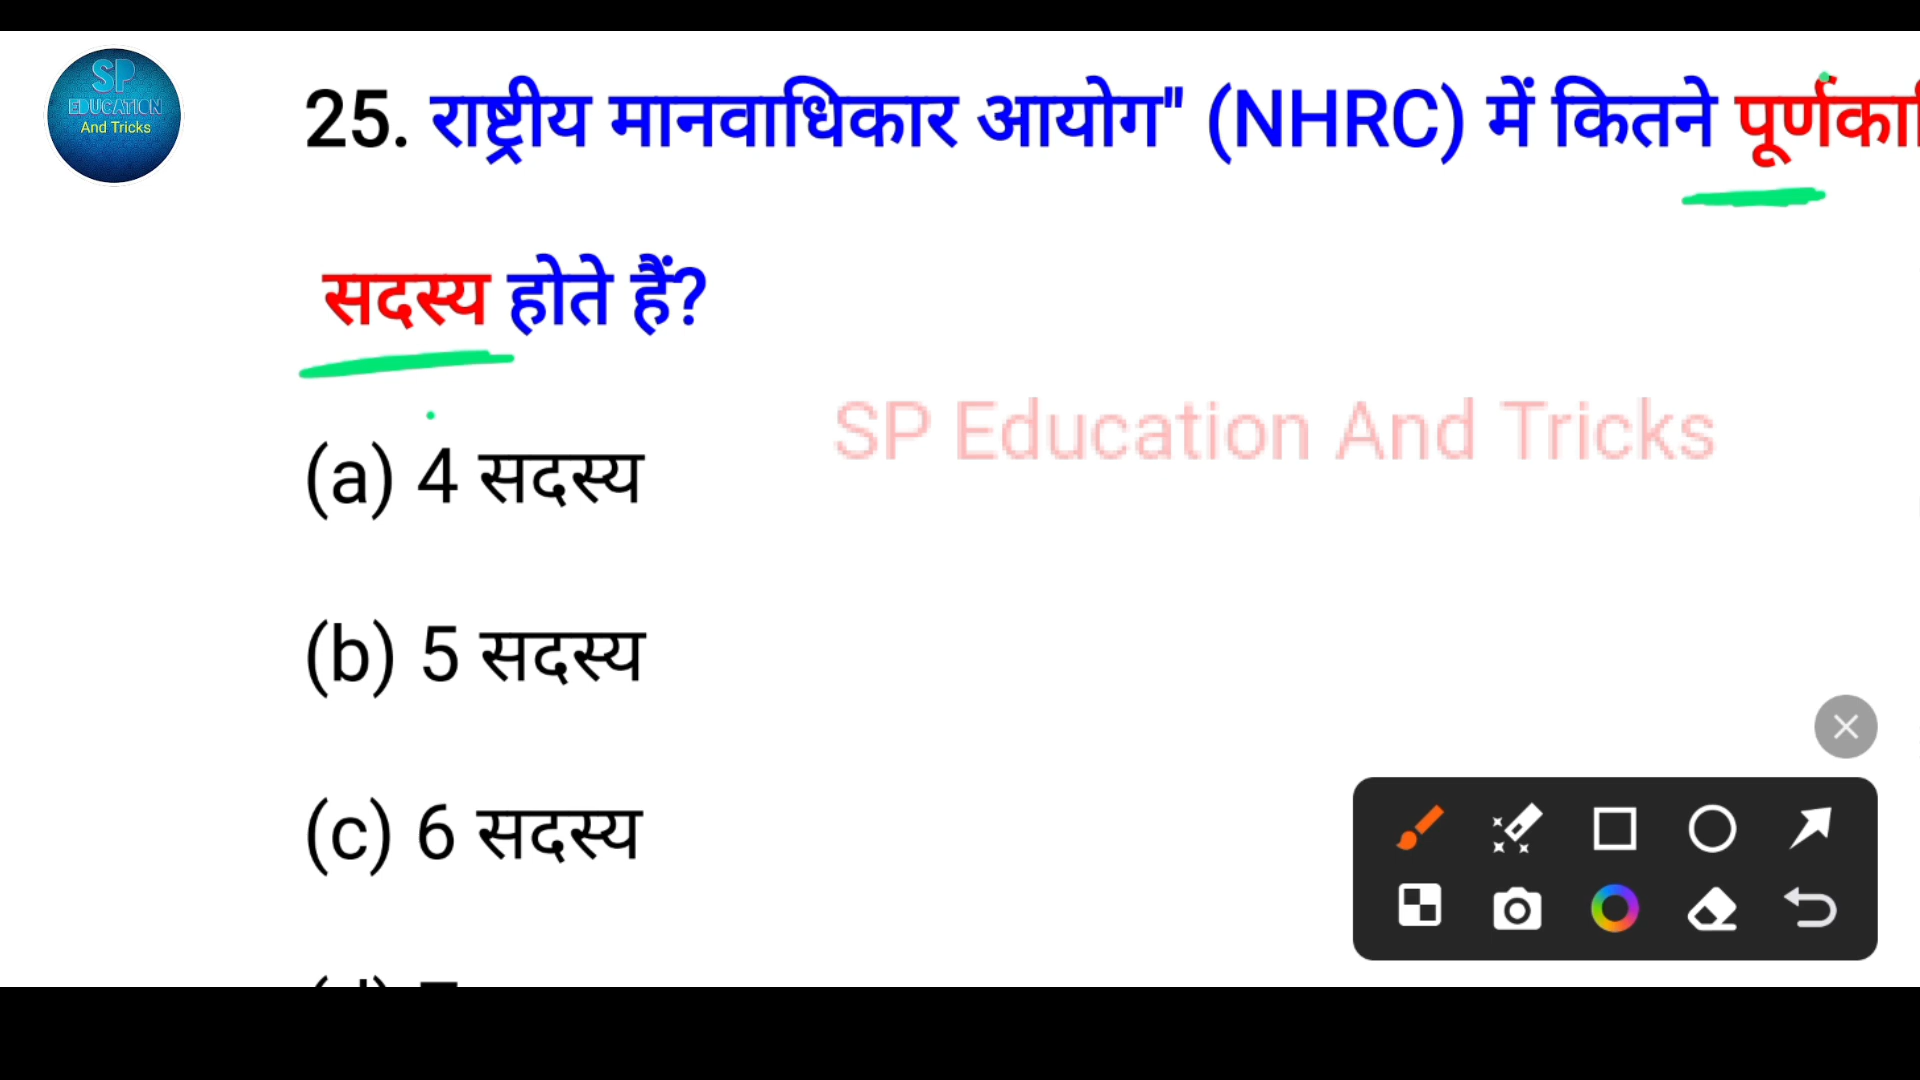 SP
EDUCATION
And Tricks
25. राष्ट्रीय मानवाधिकार आयोग" (NHRC) में कितने
सदस्य होते हैं?
SP Education And Tricks
(a) 4 सदस्य
(b) 5 सदस्य
(c) 6 सदस्य